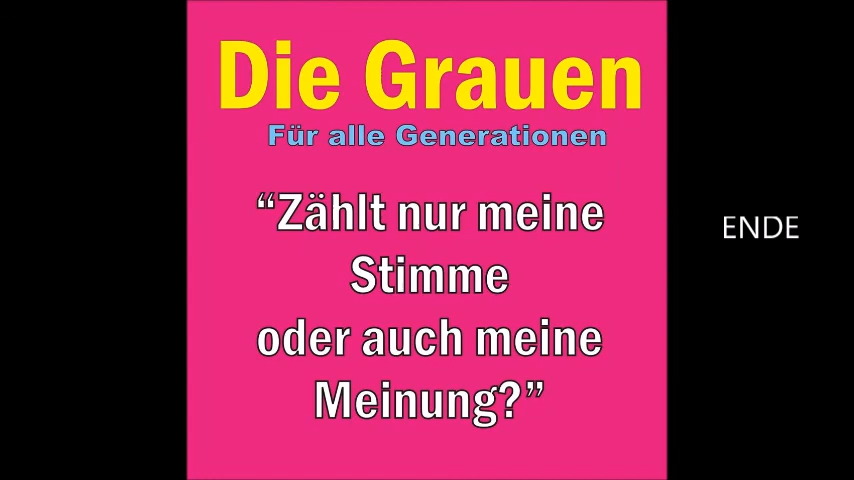 Die Grauen
Für alle Generationen
“Zählt nur meine
Stimme
oder auch meine
Meinung?”
ENDE